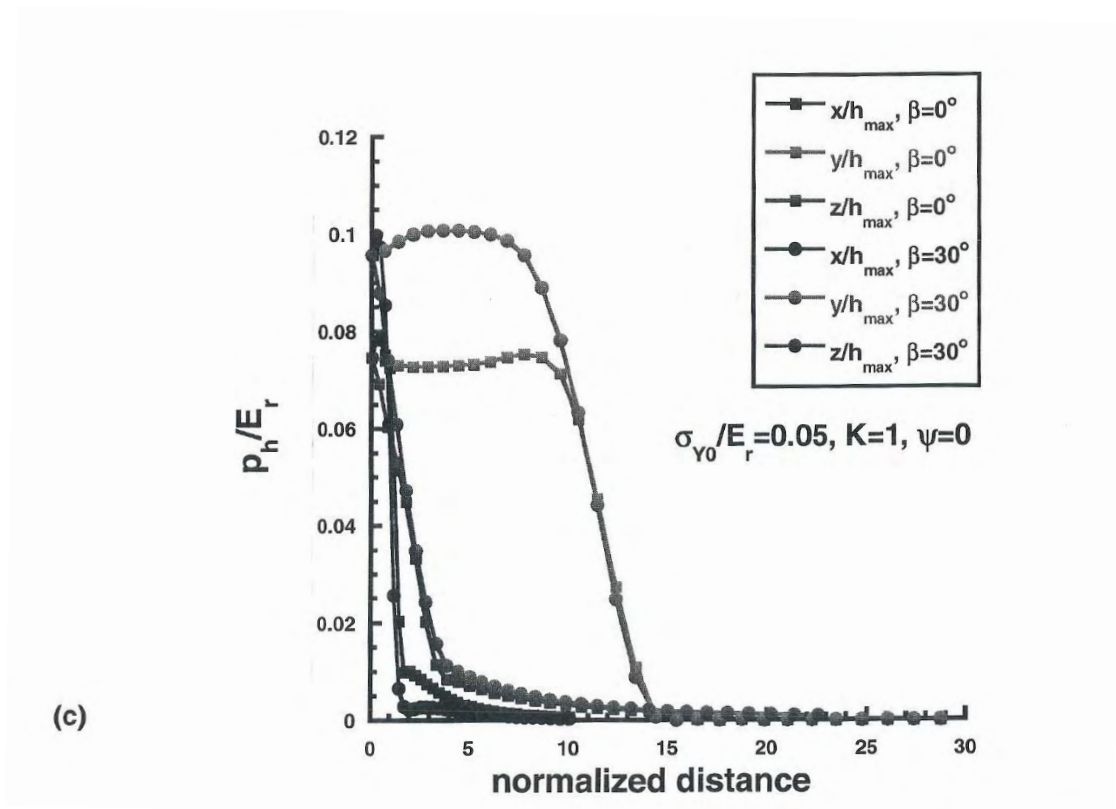 x/hmax, β=0°
y/hmax, β=0°
z/hmax, β=0°
x/hmax, β=30°
y/hmax, β=30°
z/hmax, β=30°
σY0/Er=0.05, K=1, ψ=0
ph/Er
0.12
0.1
0.08
0.06
0.04
0.02
0
0 5 10 15 20 25 30
normalized distance
(c)